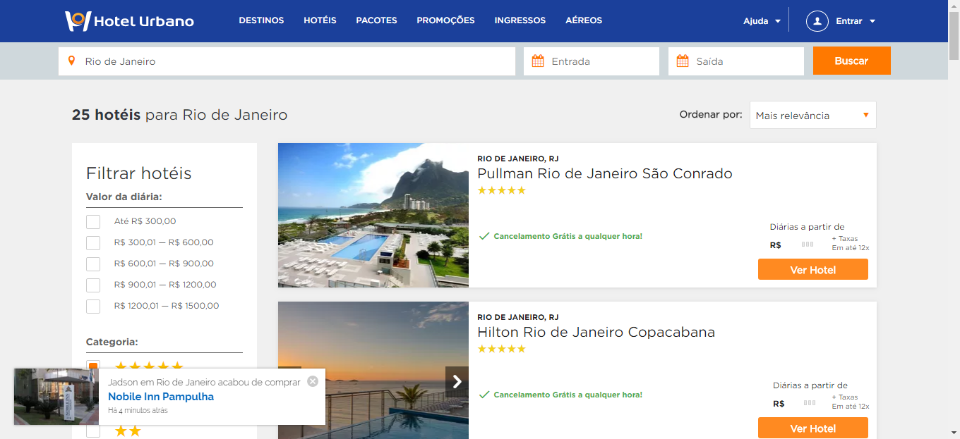 Hotel Urbano
DESTINOS HOTÉIS PACOTES PROMOÇÕES INGRESSOS AÉREOS
Ajuda Entrar
Rio de Janeiro
Entrada
Saída
Buscar
25 hotéis para Rio de Janeiro
Ordenar por: Mais relevância
Filtrar hotéis
Valor da diária:
Até R$ 300,00
R$ 300,01 — R$ 600,00
R$ 600,01 — R$ 900,00
R$ 900,01 — R$ 1200,00
R$ 1200,01 — R$ 1500,00
Categoria:
RIO DE JANEIRO, RJ
Pullman Rio de Janeiro São Conrado
Cancelamento Grátis a qualquer hora!
Diárias a partir de
R$
+ Taxas
Em até 12x
Ver Hotel
RIO DE JANEIRO, RJ
Hilton Rio de Janeiro Copacabana
Cancelamento Grátis a qualquer hora!
Diárias a partir de
R$
+ Taxas
Em até 12x
Ver Hotel
Jadson em Rio de Janeiro acabou de comprar
Nobile Inn Pampulha
Há 4 minutos atrás